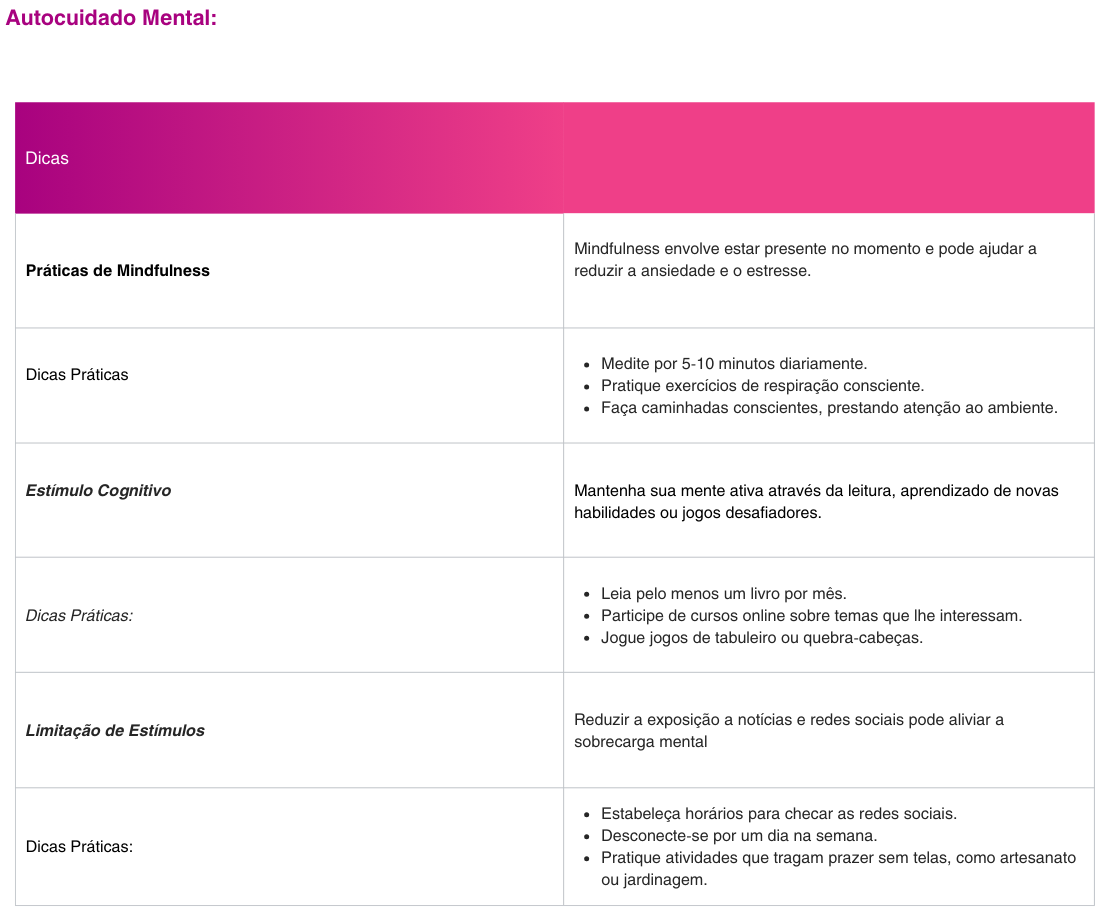 Autocuidado Mental:
Dicas
Práticas de Mindfulness
Mindfulness envolve estar presente no momento e pode ajudar a
reduzir a ansiedade e o estresse.
Dicas Práticas
• Medite por 5-10 minutos diariamente.
• Pratique exercícios de respiração consciente.
• Faça caminhadas conscientes, prestando atenção ao ambiente.
Estímulo Cognitivo
Mantenha sua mente ativa através da leitura, aprendizado de novas
habilidades ou jogos desafiadores.
Dicas Práticas:
• Leia pelo menos um livro por mês.
• Participe de cursos online sobre temas que lhe interessam.
• Jogue jogos de tabuleiro ou quebra-cabeças.
Limitação de Estímulos
Reduzir a exposição a notícias e redes sociais pode aliviar a
sobrecarga mental
Dicas Práticas:
• Estabeleça horários para checar as redes sociais.
• Desconecte-se por um dia na semana.
• Pratique atividades que tragam prazer sem telas, como artesanato
ou jardinagem.